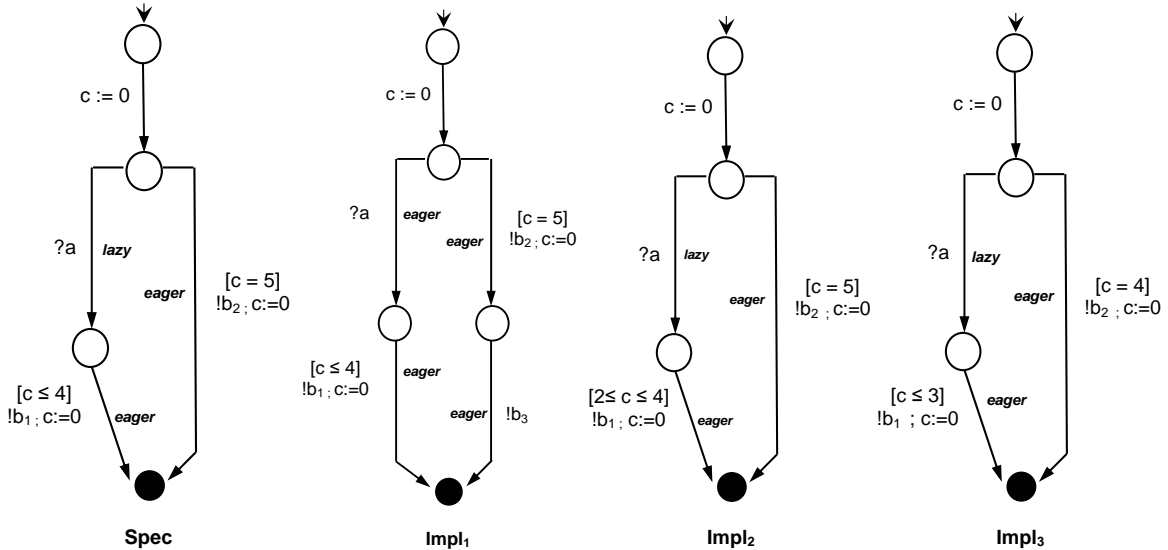 c := 0
?a
lazy
eager
[c = 5]
!b2 ; c:=0
[c ≤ 4]
!b1 ; c:=0
eager
Spec
c := 0
?a
eager
eager
[c = 5]
!b2 ; c:=0
[c ≤ 4]
!b1 ; c:=0
eager
eager
!b3
Impl1
c := 0
?a
lazy
eager
[c = 5]
!b2 ; c:=0
[2≤ c ≤ 4]
!b1 ; c:=0
eager
Impl2
c := 0
?a
lazy
eager
[c = 4]
!b2 ; c:=0
[c ≤ 3]
!b1 ; c:=0
eager
Impl3